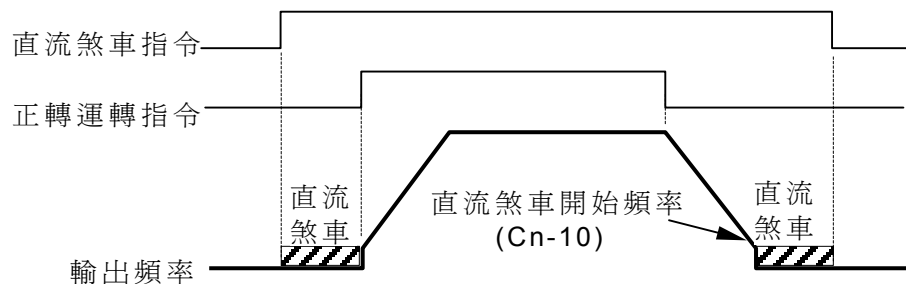 直流煞車指令
正轉運轉指令
直流
煞車
直流煞車開始頻率
(Cn-10)
直流
煞車
輸出頻率